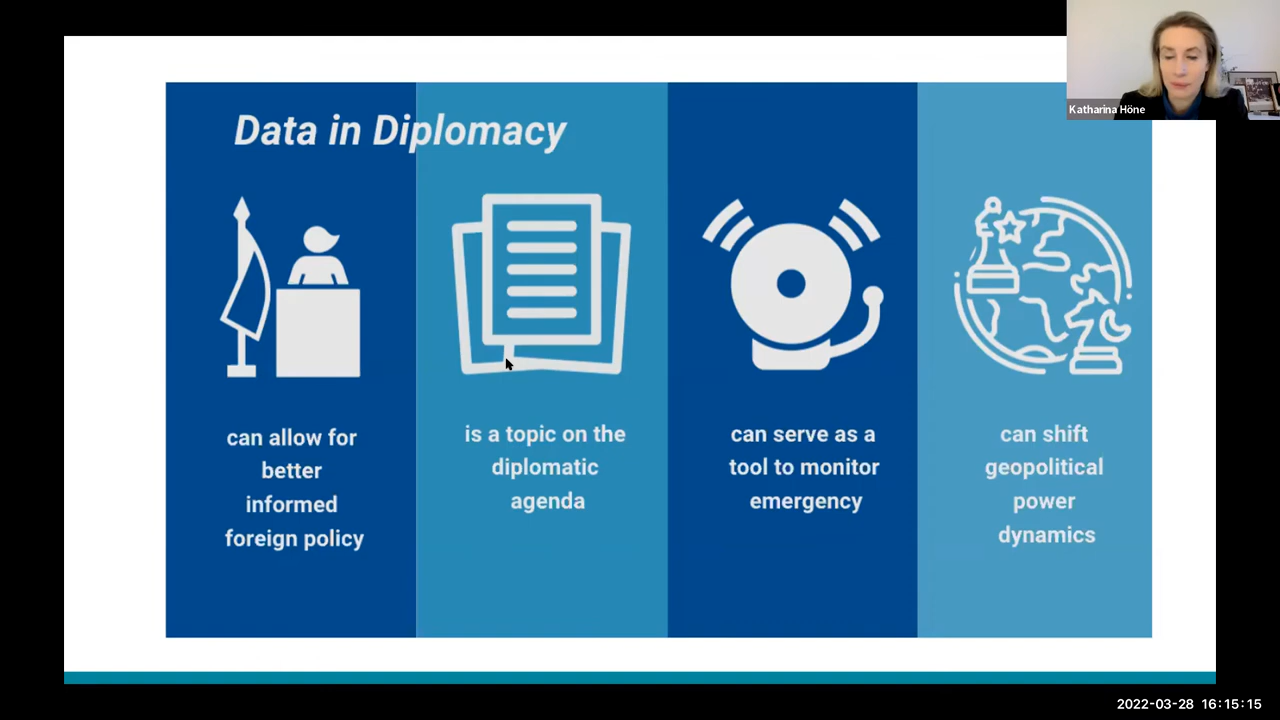 Katharina Höne
Data in Diplomacy
can allow for
better
informed
foreign policy
is a topic on the
diplomatic
agenda
can serve as a
tool to monitor
emergency
can shift
geopolitical
power
dynamics
2022-03-28 16:15:15